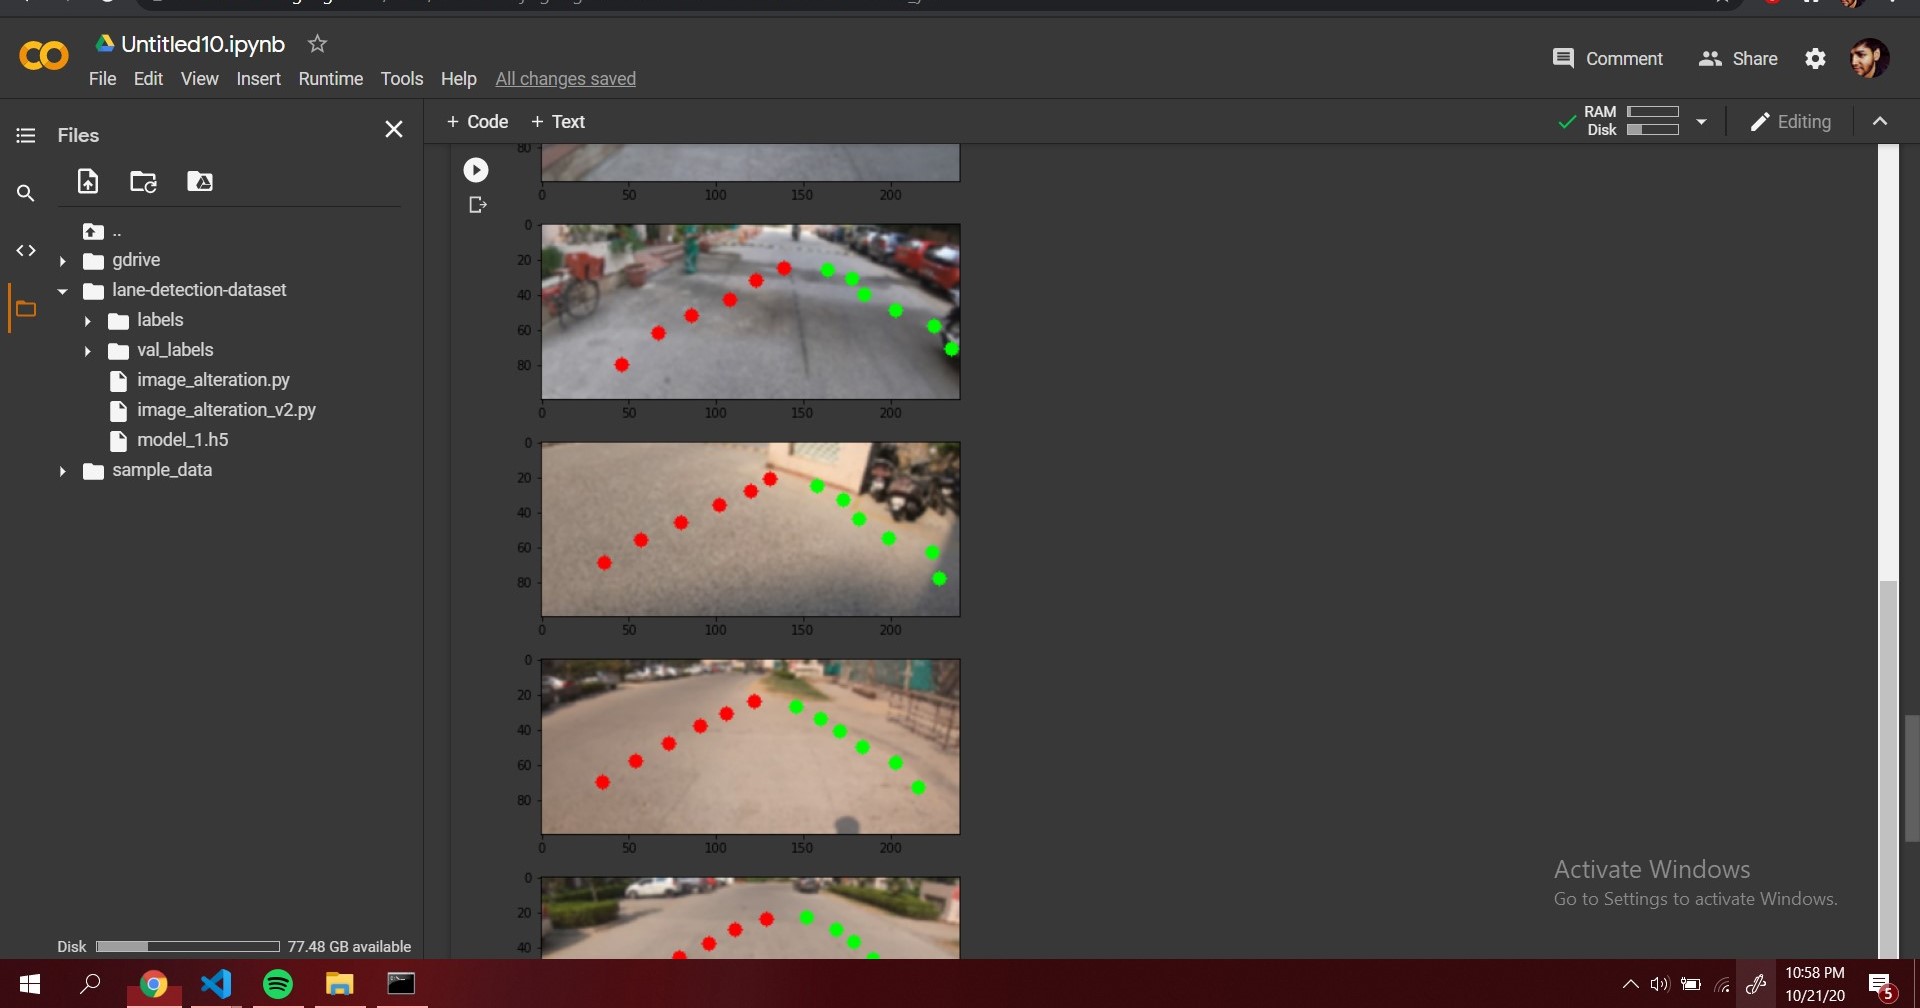 Untitled10.ipynb
File Edit View Insert Runtime Tools Help All changes saved
Comment Share
Files
+ Code + Text
RAM
Disk
Editing
..
gdrive
lane-detection-dataset
labels
val_labels
image_alteration.py
image_alteration_v2.py
model_1.h5
sample_data
80
0 50 100 150 200
0
20
40
60
80
0 50 100 150 200
0
20
40
60
80
0 50 100 150 200
0
20
40
60
80
0 50 100 150 200
0
20
40
Activate Windows
Go to Settings to activate Windows.
Disk 77.48 GB available
10:58 PM
10/21/20
5